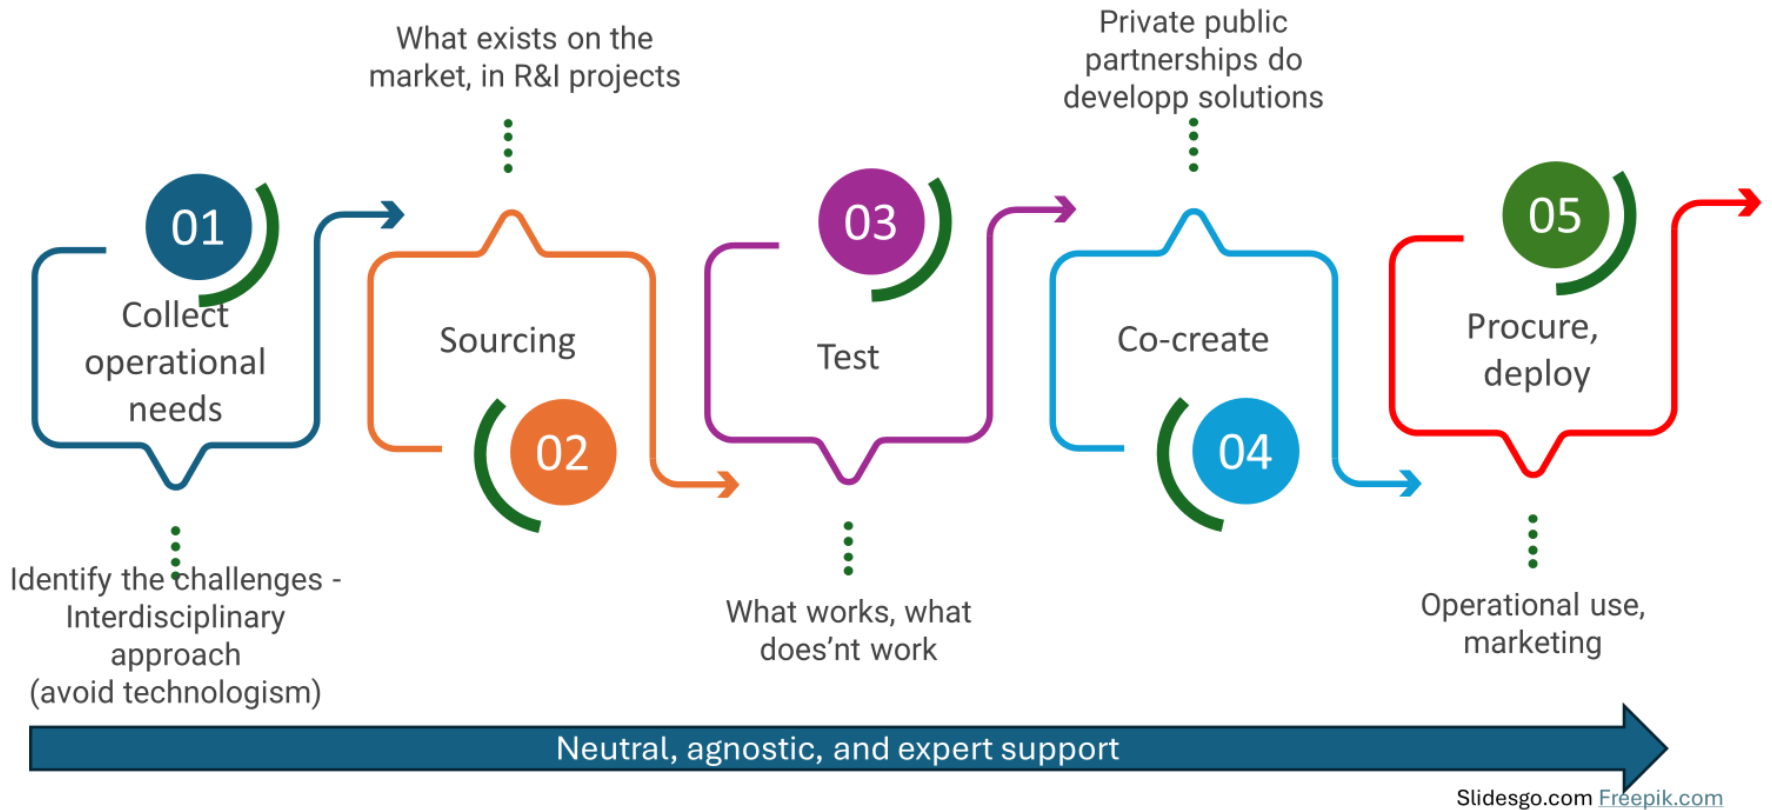 01
Collect
operational
needs
Identify the challenges -
Interdisciplinary
approach
(avoid technologism)
What exists on the
market, in R&I projects
Sourcing
02
03
Test
What works, what
does’nt work
Private public
partnerships do
developp solutions
Co-create
04
05
Procure,
deploy
Operational use,
marketing
Neutral, agnostic, and expert support
Slidesgo.com Freepik.com